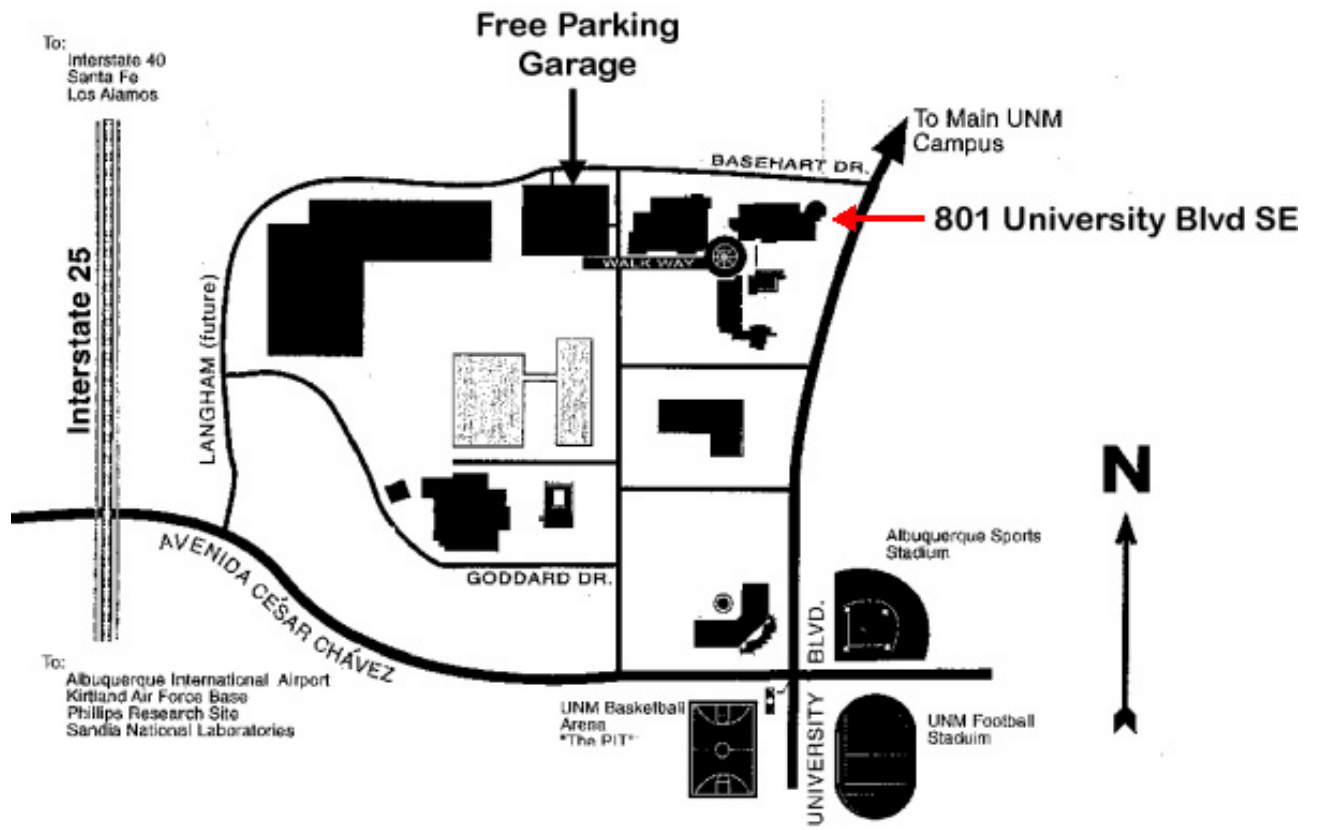 Free Parking
Garage
To:
Interstate 40
Santa Fe
Los Alamos
To Main UNM
Campus
BASEHART DR.
801 University Blvd SE
WALK WAY
Interstate 25
LANGHAM (future)
N
Albuquerque Sports
Stadium
AVENIDA CÉSAR CHÁVEZ
GODDARD DR.
UNIVERSITY BLVD.
To:
Albuquerque International Airport
Kirtland Air Force Base
Phillips Research Site
Sandia National Laboratories
UNM Basketball
Arena
"The PIT"
UNM Football
Staduim